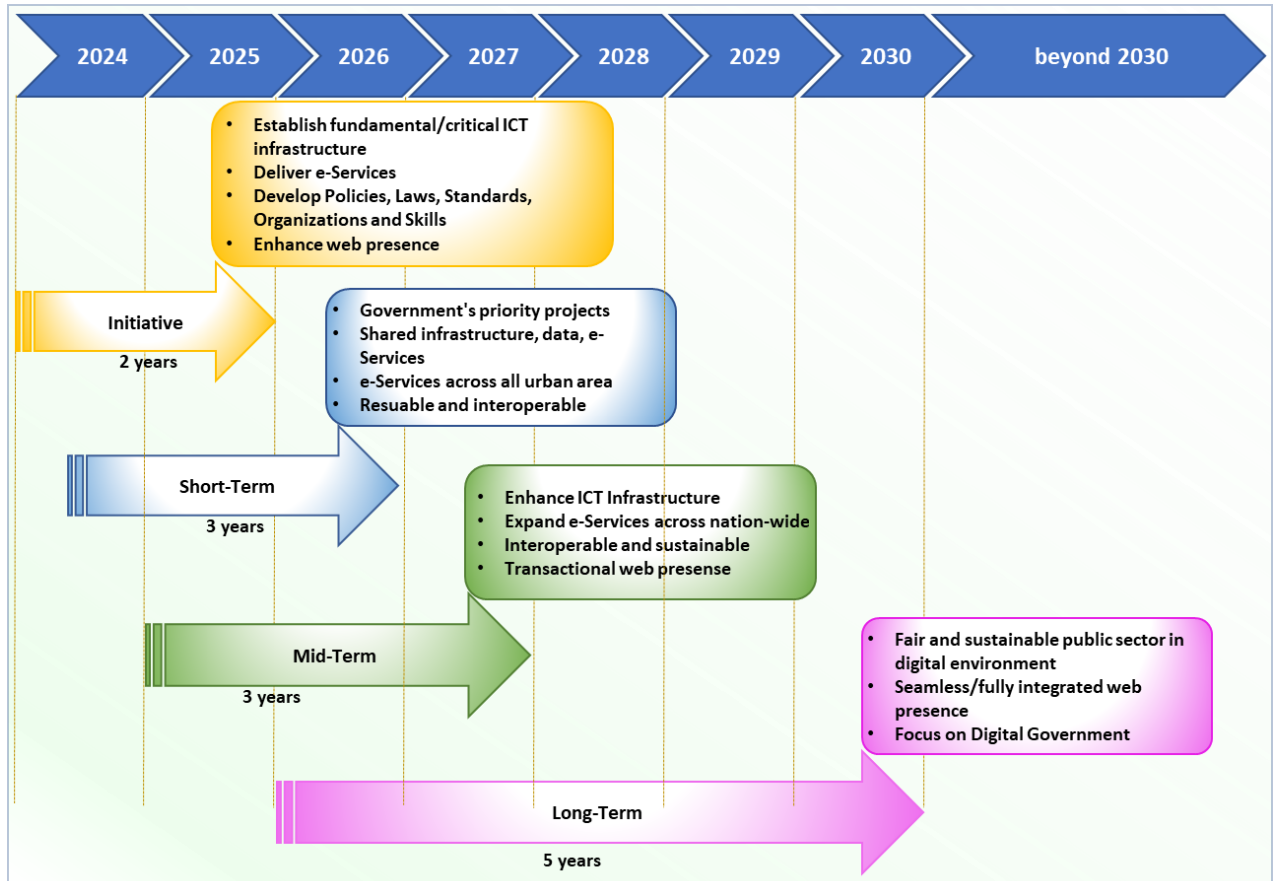 2024 2025 2026 2027 2028 2029 2030 beyond 2030
• Establish fundamental/critical ICT
infrastructure
• Deliver e-Services
• Develop Policies, Laws, Standards,
Organizations and Skills
• Enhance web presence
Initiative
2 years
• Government's priority projects
• Shared infrastructure, data, e-
Services
• e-Services across all urban area
• Resuable and interoperable
Short-Term
3 years
• Enhance ICT Infrastructure
• Expand e-Services across nation-wide
• Interoperable and sustainable
• Transactional web presense
Mid-Term
3 years
• Fair and sustainable public sector in
digital environment
• Seamless/fully integrated web
presence
• Focus on Digital Government
Long-Term
5 years